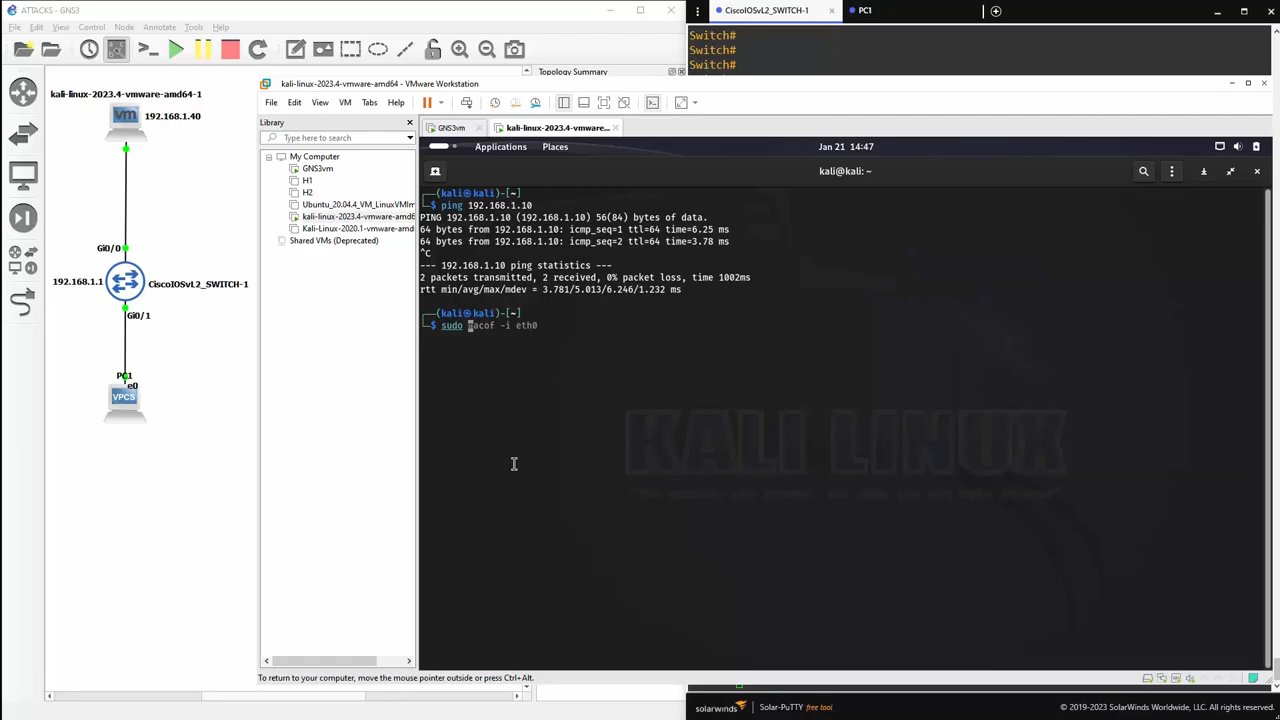 ATTACKS - GNS3
File Edit View Control Node Annotate Tools Help
CiscoIOSvL2_SWITCH-1
PC1
Switch#
Switch#
Switch#
Topology Summary
kali-linux-2023.4-vmware-amd64-1
vm
192.168.1.40
Gi0/0
192.168.1.1
CiscoIOSvL2_SWITCH-1
Gi0/1
PC1
e0
VPCS
kali-linux-2023.4-vmware-amd64 - VMware Workstation
File Edit View VM Tabs Help
Library
Type here to search
My Computer
GNS3vm
H1
H2
Ubuntu_20.04.4_VM_LinuxVMIm
kali-linux-2023.4-vmware-amd6
Kali-Linux-2020.1-vmware-amd
Shared VMs (Deprecated)
GNS3vm
kali-linux-2023.4-vmware...
Applications Places
Jan 21 14:47
kali@kali: ~
(kali㉿kali)-[~]
$ ping 192.168.1.10
PING 192.168.1.10 (192.168.1.10) 56(84) bytes of data.
64 bytes from 192.168.1.10: icmp_seq=1 ttl=64 time=6.25 ms
64 bytes from 192.168.1.10: icmp_seq=2 ttl=64 time=3.78 ms
^C
--- 192.168.1.10 ping statistics ---
2 packets transmitted, 2 received, 0% packet loss, time 1002ms
rtt min/avg/max/mdev = 3.781/5.013/6.246/1.232 ms
(kali㉿kali)-[~]
$ sudo macof -i eth0
KALI LINUX
To return to your computer, move the mouse pointer outside or press Ctrl+Alt.
solarwinds
Solar-PuTTY free tool
© 2019-2023 SolarWinds Worldwide, LLC. All rights reserved.